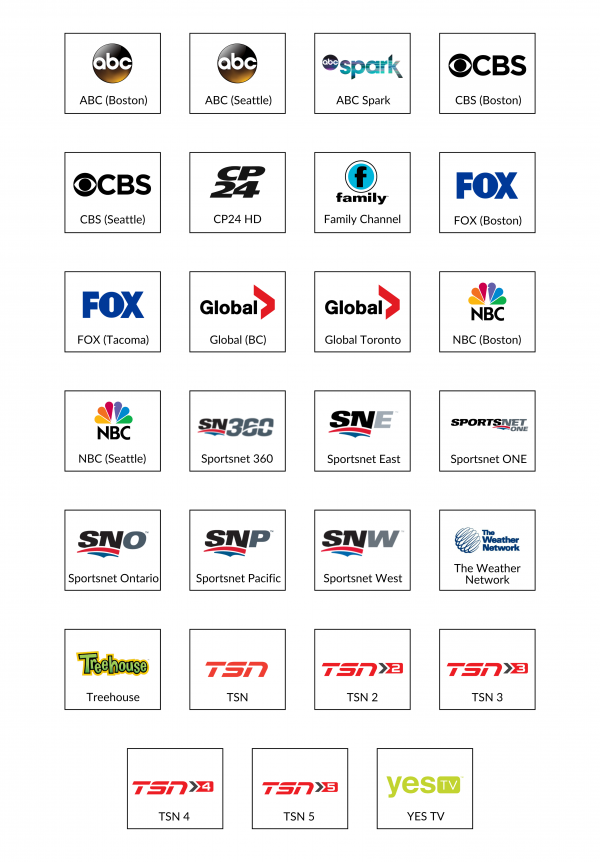 abc
ABC (Boston)
abc
ABC (Seattle)
abc spark
ABC Spark
CBS
CBS (Boston)
CBS
CBS (Seattle)
CP
24
CP24 HD
f
family
Family Channel
FOX
FOX (Boston)
FOX
FOX (Tacoma)
Global
Global (BC)
Global
Global Toronto
NBC
NBC (Boston)
NBC
NBC (Seattle)
SN360
Sportsnet 360
SNE
Sportsnet East
SPORTSNET
ONE
Sportsnet ONE
SNO™
Sportsnet Ontario
SNP™
Sportsnet Pacific
SNW™
Sportsnet West
The
Weather
Network
The Weather
Network
Treehouse
Treehouse
TSN
TSN
TSN 2
TSN 2
TSN 3
TSN 3
TSN 4
TSN 4
TSN 5
TSN 5
yes TV
YES TV